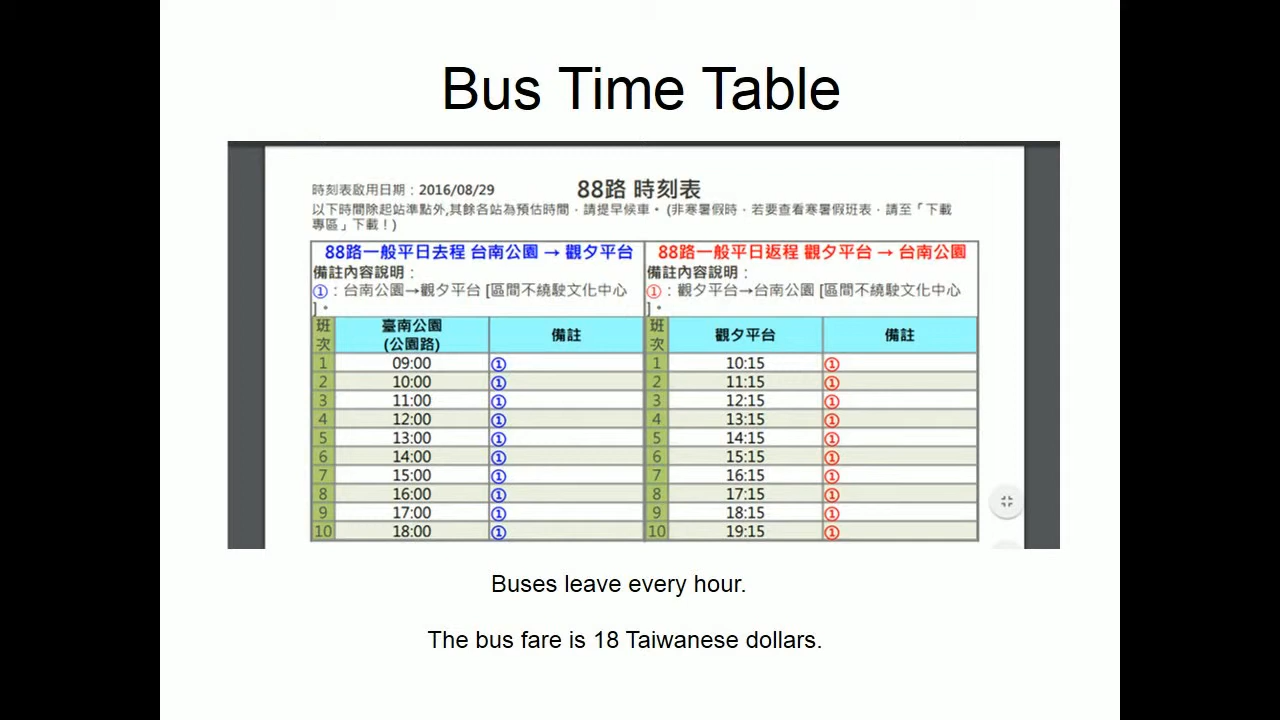 Bus Time Table
時刻表啟用日期：2016/08/29
88路 時刻表
以下時間除起站準點外,其餘各站為預估時間，請提早候車。 (非寒暑假時，若要查看寒暑假班表，請至「下載
專區」下載！)
88路一般平日去程 台南公園 → 觀夕平台
88路一般平日返程 觀夕平台 → 台南公園
備註內容說明：
①：台南公園→觀夕平台 [區間不繞駛文化中心
]。
備註內容說明：
①：觀夕平台→台南公園 [區間不繞駛文化中心
]。
班次 臺南公園 (公園路) 備註 班次 觀夕平台 備註
1 09:00 ① 1 10:15 ①
2 10:00 ① 2 11:15 ①
3 11:00 ① 3 12:15 ①
4 12:00 ① 4 13:15 ①
5 13:00 ① 5 14:15 ①
6 14:00 ① 6 15:15 ①
7 15:00 ① 7 16:15 ①
8 16:00 ① 8 17:15 ①
9 17:00 ① 9 18:15 ①
10 18:00 ① 10 19:15 ①
Buses leave every hour.
The bus fare is 18 Taiwanese dollars.